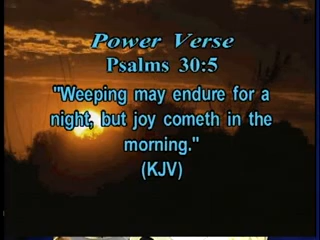 Power Verse
Psalms 30:5
"Weeping may endure for a
night, but joy cometh in the
morning."
(KJV)